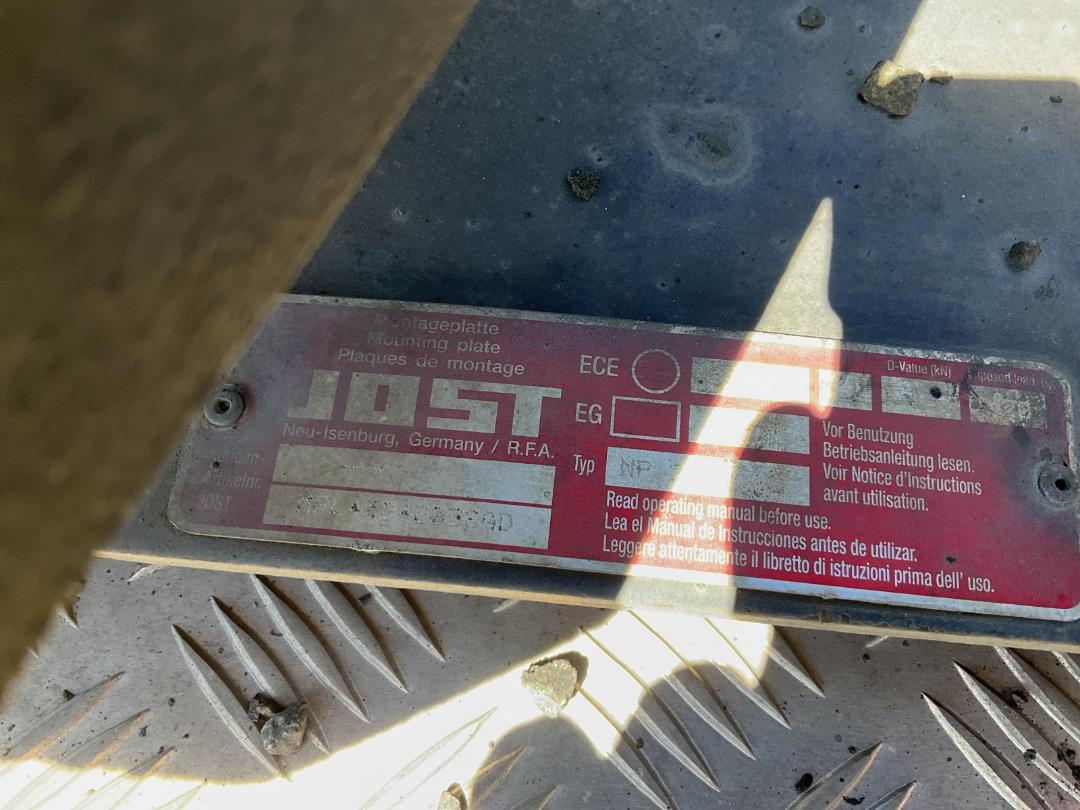 Montageplatte
Mounting plate
Plaques de montage
JOST
Neu-Isenburg, Germany / R.F.A.
JOST
ECE
EG
Typ
NP
D-Value (kN)
Vor Benutzung
Betriebsanleitung lesen.
Voir Notice d'Instructions
avant utilisation.
Read operating manual before use.
Lea el Manual de Instrucciones antes de utilizar.
Leggere attentamente il libretto di istruzioni prima dell' uso.